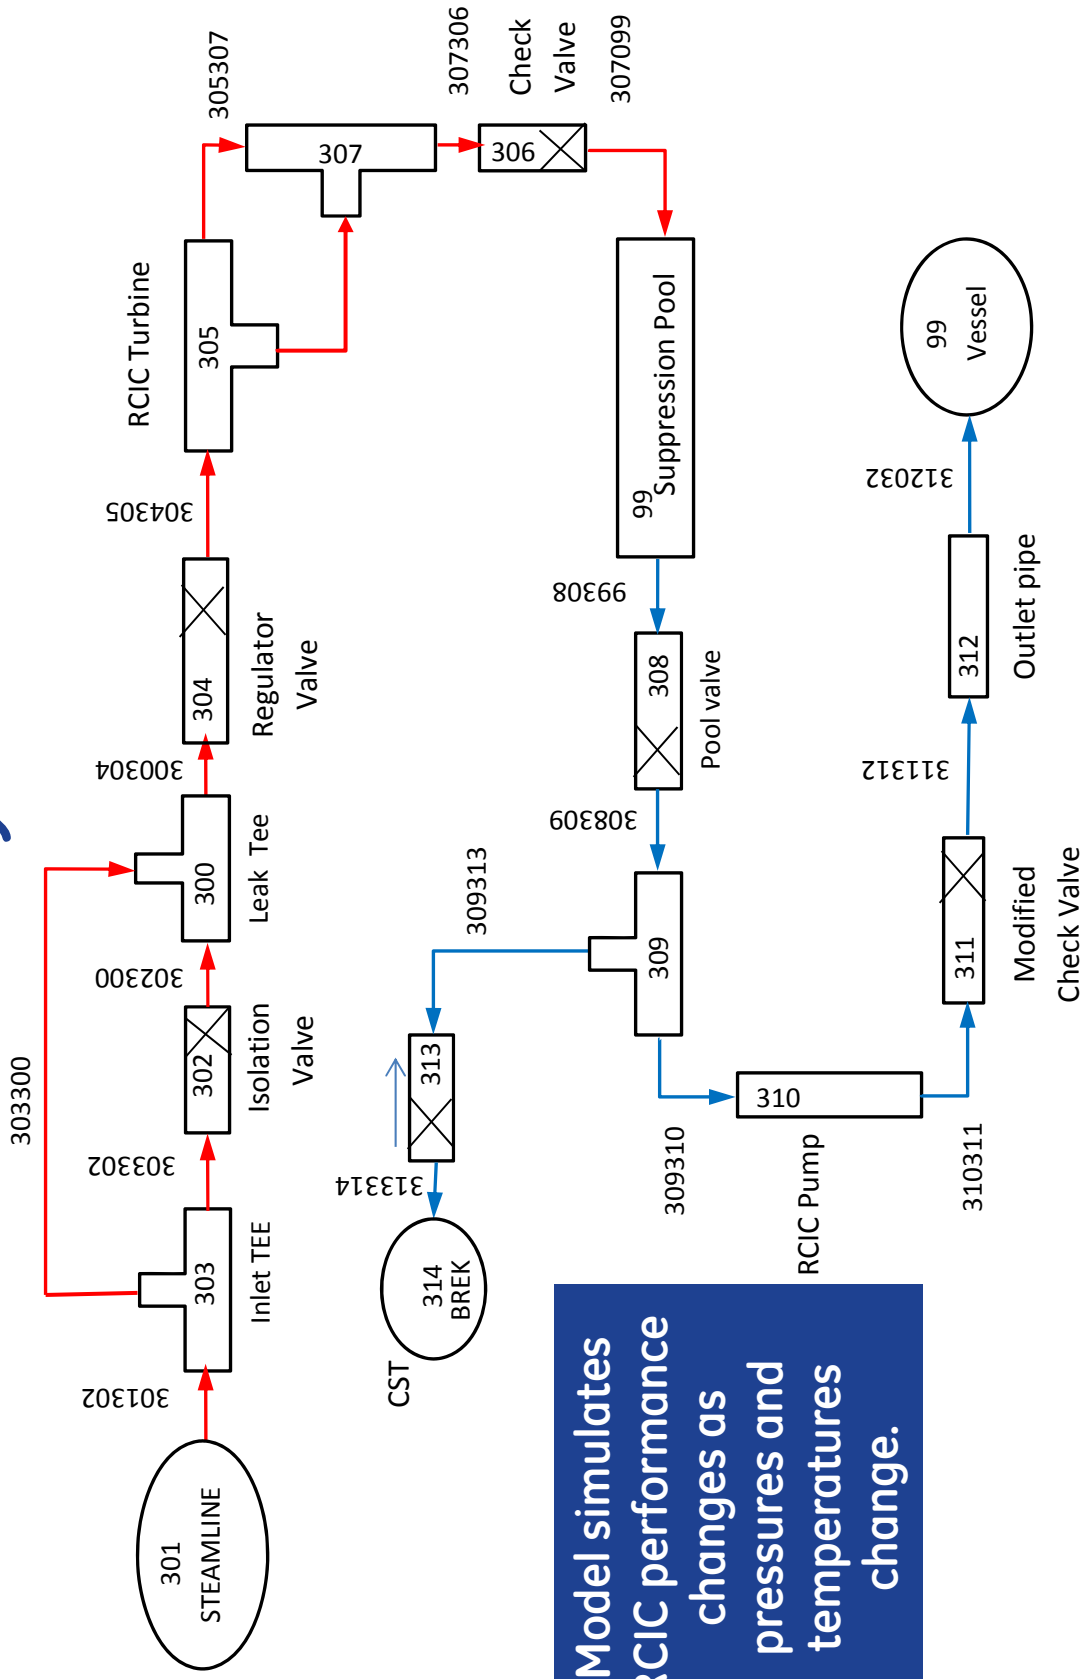 303300
301
STEAMLINE
301302
303
Inlet TEE
303302
302
Isolation
Valve
302300
300
Leak Tee
300304
304
Regulator
Valve
304305
RCIC Turbine
305
305307
307
307306
306
Check
Valve
307099
CST
314
BREK
313314
313
309313
309
308309
308
Pool valve
99308
99
Suppression Pool
309310
RCIC Pump
310
310311
311
Modified
Check Valve
311312
312
Outlet pipe
312032
99
Vessel
Model simulates
RCIC performance
changes as
pressures and
temperatures
change.